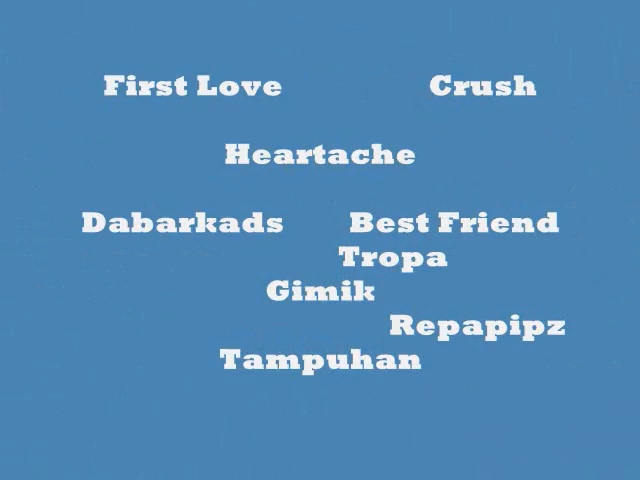 First Love Crush
Heartache
Dabarkads Best Friend
Tropa
Gimik
Repapipz
Tampuhan